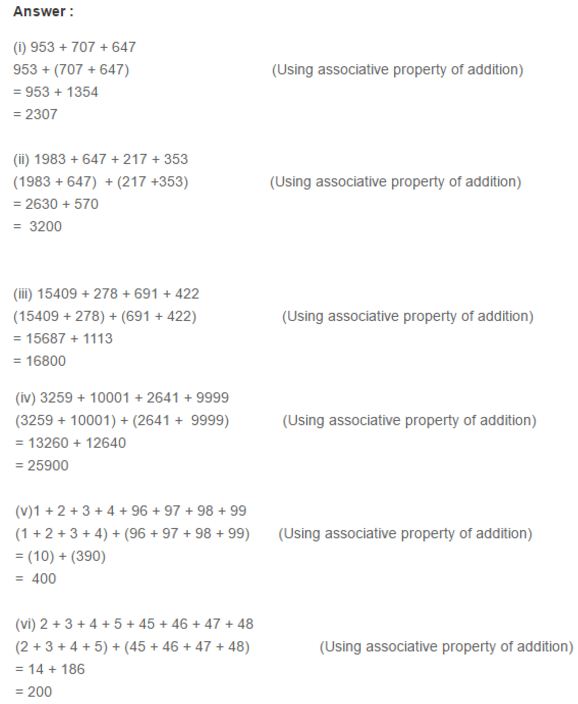 Answer :
(i) 953 + 707 + 647
953 + (707 + 647) (Using associative property of addition)
= 953 + 1354
= 2307
(ii) 1983 + 647 + 217 + 353
(1983 + 647) + (217 +353) (Using associative property of addition)
= 2630 + 570
= 3200
(iii) 15409 + 278 + 691 + 422
(15409 + 278) + (691 + 422) (Using associative property of addition)
= 15687 + 1113
= 16800
(iv) 3259 + 10001 + 2641 + 9999
(3259 + 10001) + (2641 + 9999) (Using associative property of addition)
= 13260 + 12640
= 25900
(v)1 + 2 + 3 + 4 + 96 + 97 + 98 + 99
(1 + 2 + 3 + 4) + (96 + 97 + 98 + 99) (Using associative property of addition)
= (10) + (390)
= 400
(vi) 2 + 3 + 4 + 5 + 45 + 46 + 47 + 48
(2 + 3 + 4 + 5) + (45 + 46 + 47 + 48) (Using associative property of addition)
= 14 + 186
= 200